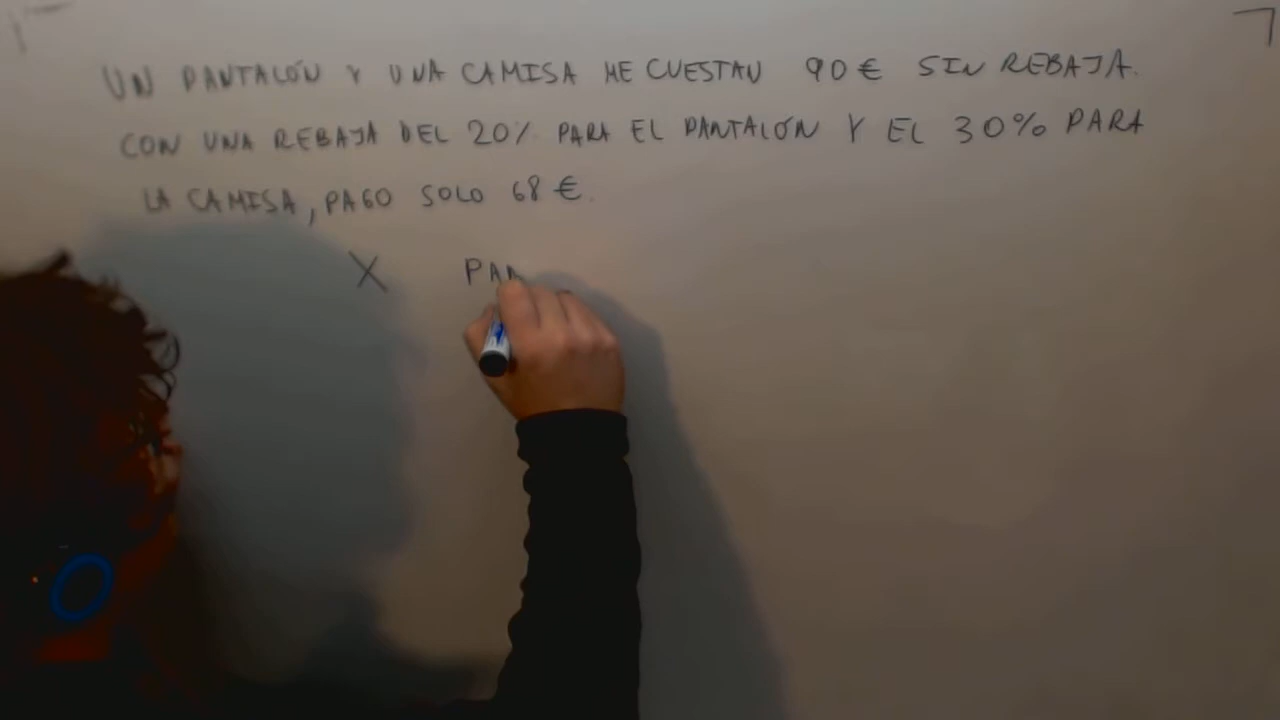 UN PANTALÓN Y UNA CAMISA ME CUESTAN 90€ SIN REBAJA.
CON UNA REBAJA DEL 20% PARA EL PANTALÓN Y EL 30% PARA
LA CAMISA, PAGO SOLO 68€.
X PAN